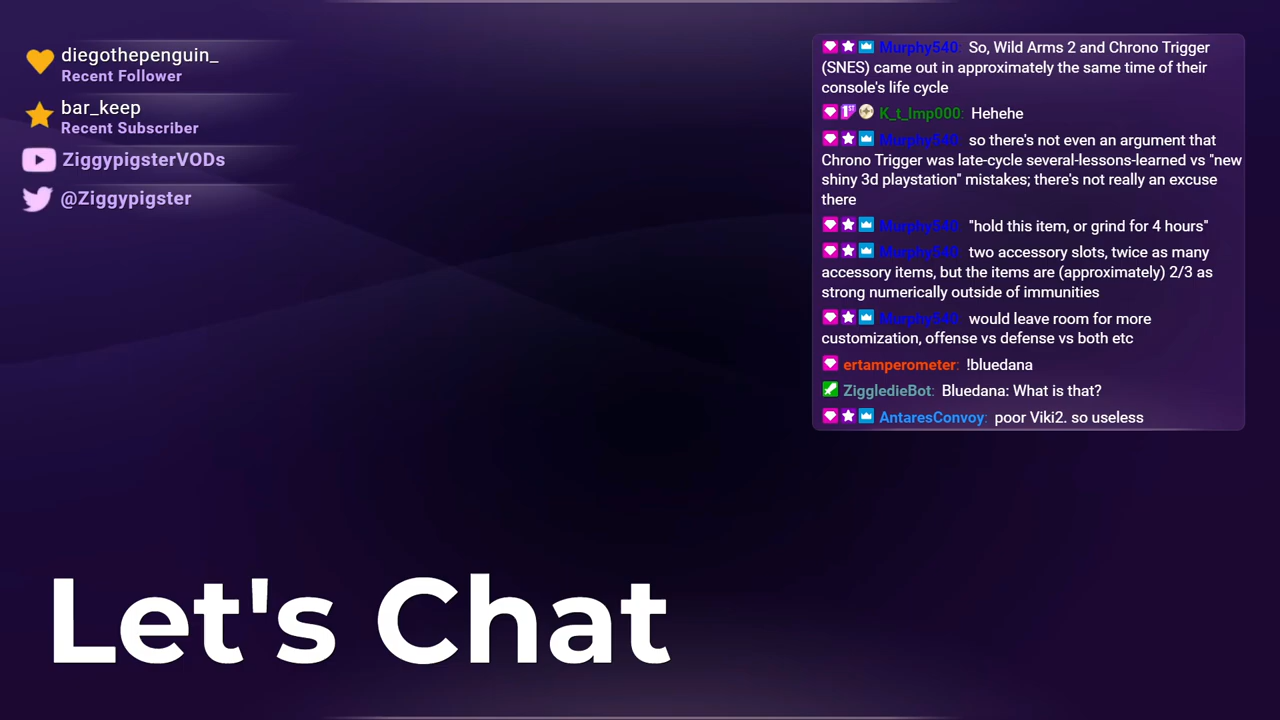 diegothepenguin_
Recent Follower
bar_keep
Recent Subscriber
ZiggypigsterVODs
@Ziggypigster
Murphy540: So, Wild Arms 2 and Chrono Trigger
(SNES) came out in approximately the same time of their
console's life cycle
K_t_Imp000: Hehehe
Murphy540: so there's not even an argument that
Chrono Trigger was late-cycle several-lessons-learned vs "new
shiny 3d playstation" mistakes; there's not really an excuse
there
Murphy540: "hold this item, or grind for 4 hours"
Murphy540: two accessory slots, twice as many
accessory items, but the items are (approximately) 2/3 as
strong numerically outside of immunities
Murphy540: would leave room for more
customization, offense vs defense vs both etc
ertamperometer: !bluedana
ZiggledieBot: Bluedana: What is that?
AntaresConvoy: poor Viki2. so useless
Let's Chat